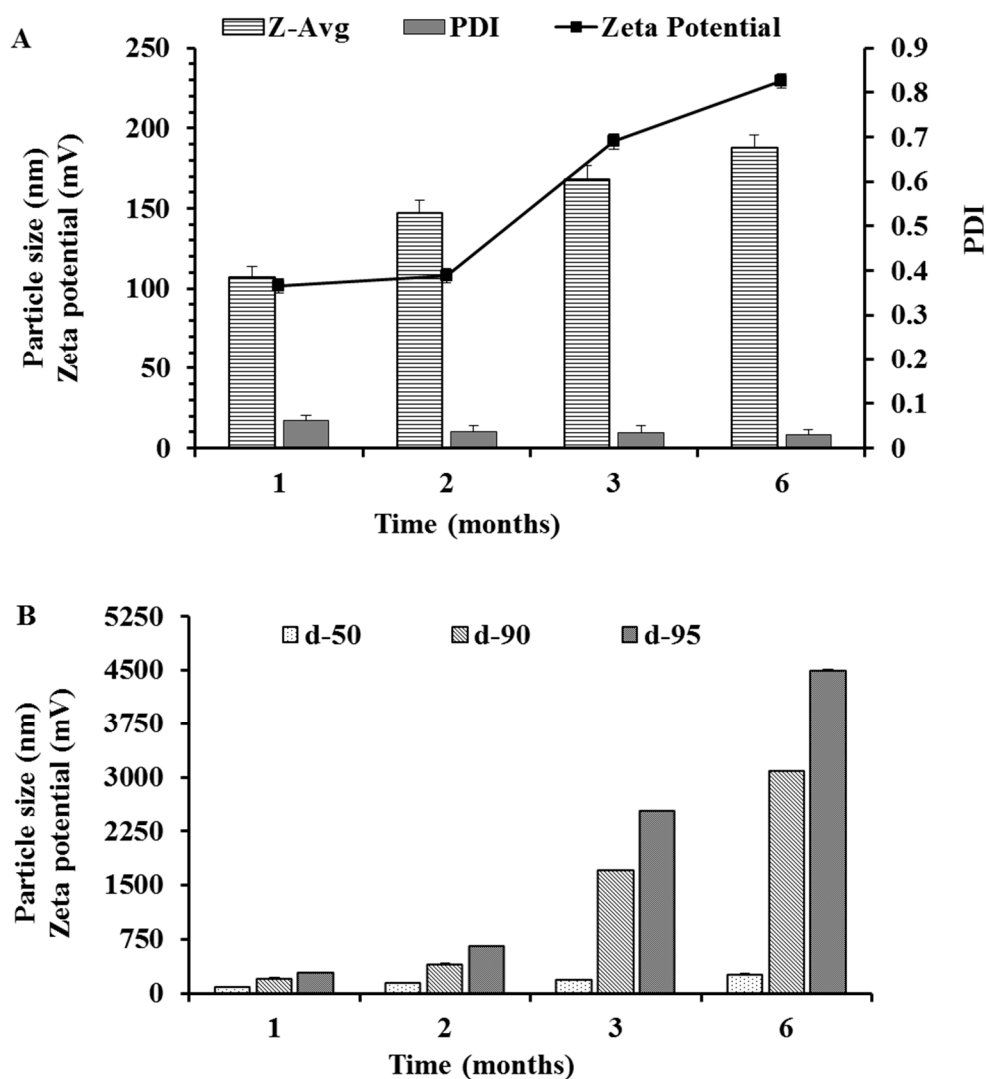 A
Z-Avg PDI Zeta Potential
250
200
150
100
50
0
0.9
0.8
0.7
0.6
0.5
0.4
0.3
0.2
0.1
0
Particle size (nm)
Zeta potential (mV)
PDI
1 2 3 6
Time (months)
B
d-50 d-90 d-95
5250
4500
3750
3000
2250
1500
750
0
Particle size (nm)
Zeta potential (mV)
1 2 3 6
Time (months)